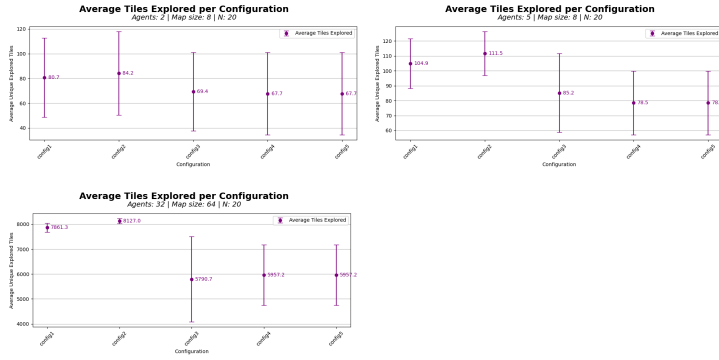 Average Tiles Explored per Configuration
Agents: 2 | Map size: 8 | N: 20
Average Tiles Explored
Average Unique Explored Tiles
120
100
80
60
40
80.7
84.2
69.4
67.7
67.7
config1
config2
config3
config4
config5
Configuration
Average Tiles Explored per Configuration
Agents: 5 | Map size: 8 | N: 20
Average Tiles Explored
Average Unique Explored Tiles
120
110
100
90
80
70
60
104.9
111.5
85.2
78.5
78.
config1
config2
config3
config4
config5
Configuration
Average Tiles Explored per Configuration
Agents: 32 | Map size: 64 | N: 20
Average Tiles Explored
Average Unique Explored Tiles
8000
7000
6000
5000
4000
7861.3
8127.0
5790.7
5957.2
5957.2
config1
config2
config3
config4
config5
Configuration